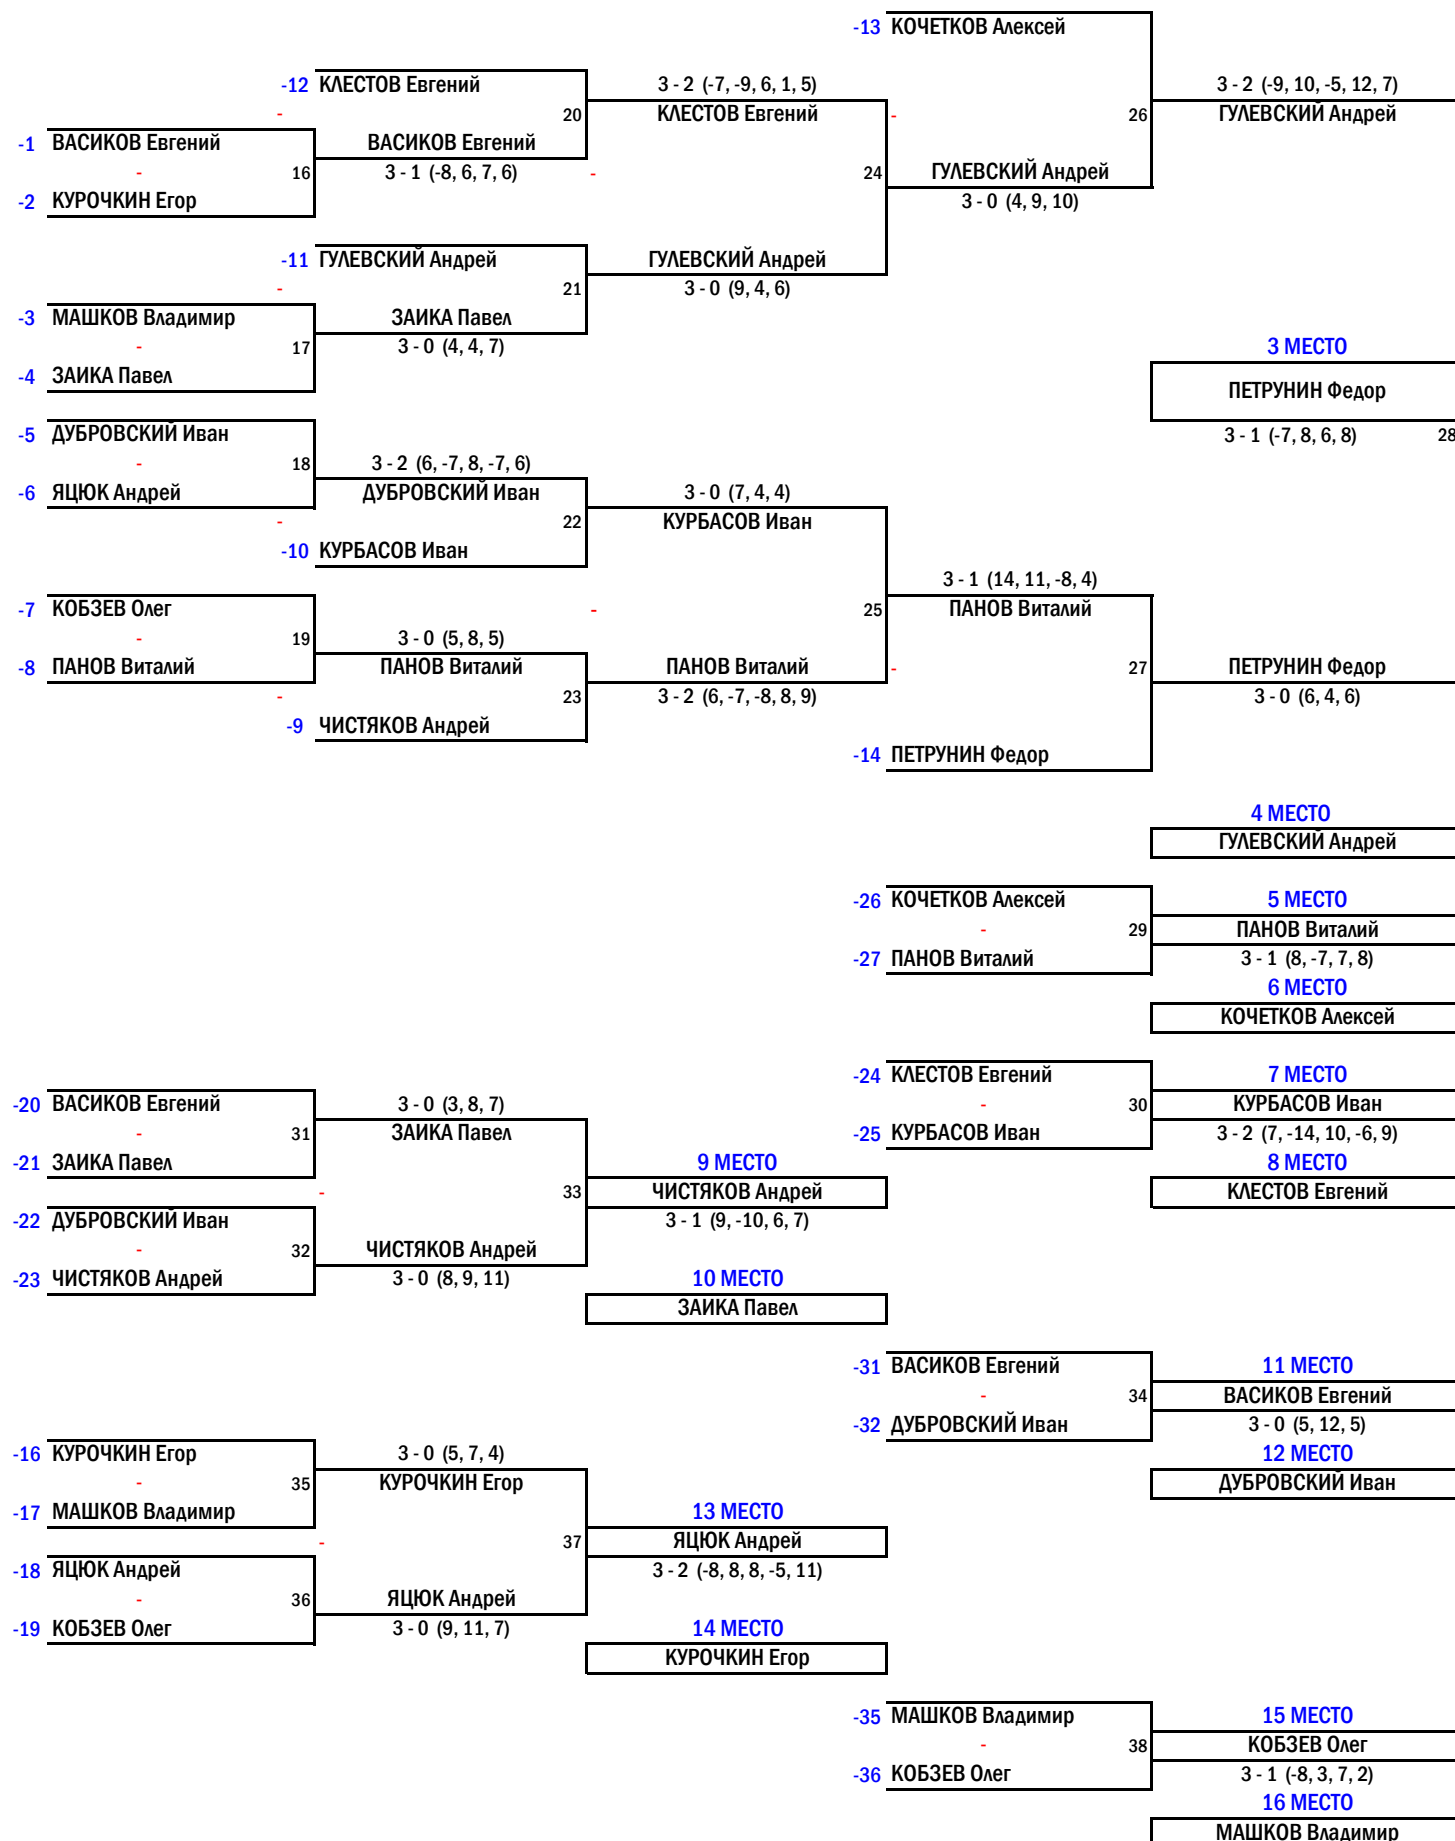 -13 КОЧЕТКОВ Алексей
-12 КЛЕСТОВ Евгений 3 - 2 (-7, -9, 6, 1, 5) 3 - 2 (-9, 10, -5, 12, 7)
- 20 КЛЕСТОВ Евгений - 26 ГУЛЕВСКИЙ Андрей
-1 ВАСИКОВ Евгений ВАСИКОВ Евгений
- 16 3 - 1 (-8, 6, 7, 6) - 24 ГУЛЕВСКИЙ Андрей
-2 КУРОЧКИН Егор 3 - 0 (4, 9, 10)
-11 ГУЛЕВСКИЙ Андрей ГУЛЕВСКИЙ Андрей
- 21 3 - 0 (9, 4, 6)
-3 МАШКОВ Владимир ЗАИКА Павел
- 17 3 - 0 (4, 4, 7) 3 МЕСТО
-4 ЗАИКА Павел ПЕТРУНИН Федор
-5 ДУБРОВСКИЙ Иван 3 - 1 (-7, 8, 6, 8) 28
- 18 3 - 2 (6, -7, 8, -7, 6)
-6 ЯЦЮК Андрей ДУБРОВСКИЙ Иван 3 - 0 (7, 4, 4)
- 22 КУРБАСОВ Иван
-10 КУРБАСОВ Иван
3 - 1 (14, 11, -8, 4)
-7 КОБЗЕВ Олег - 25 ПАНОВ Виталий
- 19 3 - 0 (5, 8, 5)
-8 ПАНОВ Виталий ПАНОВ Виталий ПАНОВ Виталий - 27 ПЕТРУНИН Федор
- 23 3 - 2 (6, -7, -8, 8, 9) 3 - 0 (6, 4, 6)
-9 ЧИСТЯКОВ Андрей
-14 ПЕТРУНИН Федор
4 МЕСТО
ГУЛЕВСКИЙ Андрей
-26 КОЧЕТКОВ Алексей 5 МЕСТО
- 29 ПАНОВ Виталий
-27 ПАНОВ Виталий 3 - 1 (8, -7, 7, 8)
6 МЕСТО
КОЧЕТКОВ Алексей
-24 КЛЕСТОВ Евгений 7 МЕСТО
-20 ВАСИКОВ Евгений 3 - 0 (3, 8, 7) - 30 КУРБАСОВ Иван
- 31 ЗАИКА Павел -25 КУРБАСОВ Иван 3 - 2 (7, -14, 10, -6, 9)
-21 ЗАИКА Павел 9 МЕСТО 8 МЕСТО
- 33 ЧИСТЯКОВ Андрей КЛЕСТОВ Евгений
-22 ДУБРОВСКИЙ Иван 3 - 1 (9, -10, 6, 7)
- 32 ЧИСТЯКОВ Андрей
-23 ЧИСТЯКОВ Андрей 3 - 0 (8, 9, 11) 10 МЕСТО
ЗАИКА Павел
-31 ВАСИКОВ Евгений 11 МЕСТО
- 34 ВАСИКОВ Евгений
-32 ДУБРОВСКИЙ Иван 3 - 0 (5, 12, 5)
-16 КУРОЧКИН Егор 3 - 0 (5, 7, 4) 12 МЕСТО
- 35 КУРОЧКИН Егор ДУБРОВСКИЙ Иван
-17 МАШКОВ Владимир 13 МЕСТО
- 37 ЯЦЮК Андрей
-18 ЯЦЮК Андрей 3 - 2 (-8, 8, 8, -5, 11)
- 36 ЯЦЮК Андрей
-19 КОБЗЕВ Олег 3 - 0 (9, 11, 7) 14 МЕСТО
КУРОЧКИН Егор
-35 МАШКОВ Владимир 15 МЕСТО
- 38 КОБЗЕВ Олег
-36 КОБЗЕВ Олег 3 - 1 (-8, 3, 7, 2)
16 МЕСТО
МАШКОВ Владимир